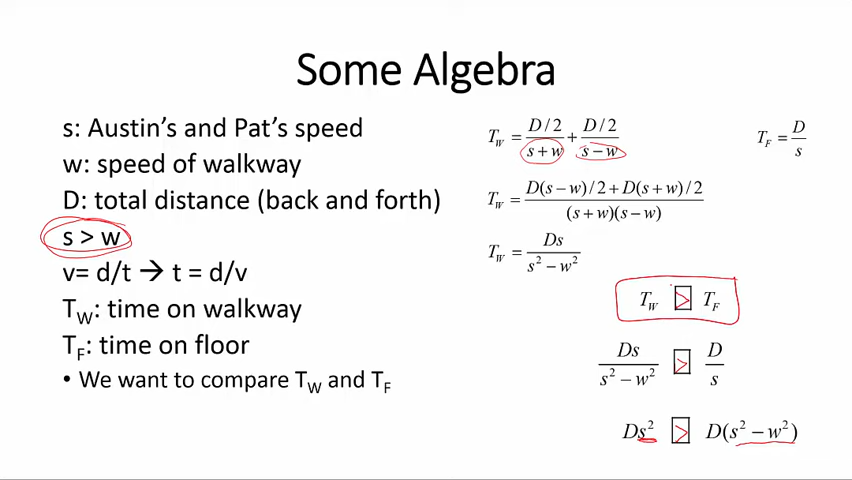 Some Algebra
s: Austin's and Pat's speed
w: speed of walkway
D: total distance (back and forth)
s > w
v= d/t → t = d/v
T_W: time on walkway
T_F: time on floor
• We want to compare T_W and T_F
T_W = (D/2)/(s+w) + (D/2)/(s−w)
T_F = D/s
T_W = (D(s−w)/2+D(s+w)/2)/((s+w)(s−w))
T_W = Ds/(s²−w²)
T_W > T_F
Ds/(s²−w²) > D/s
Ds² > D(s²−w²)